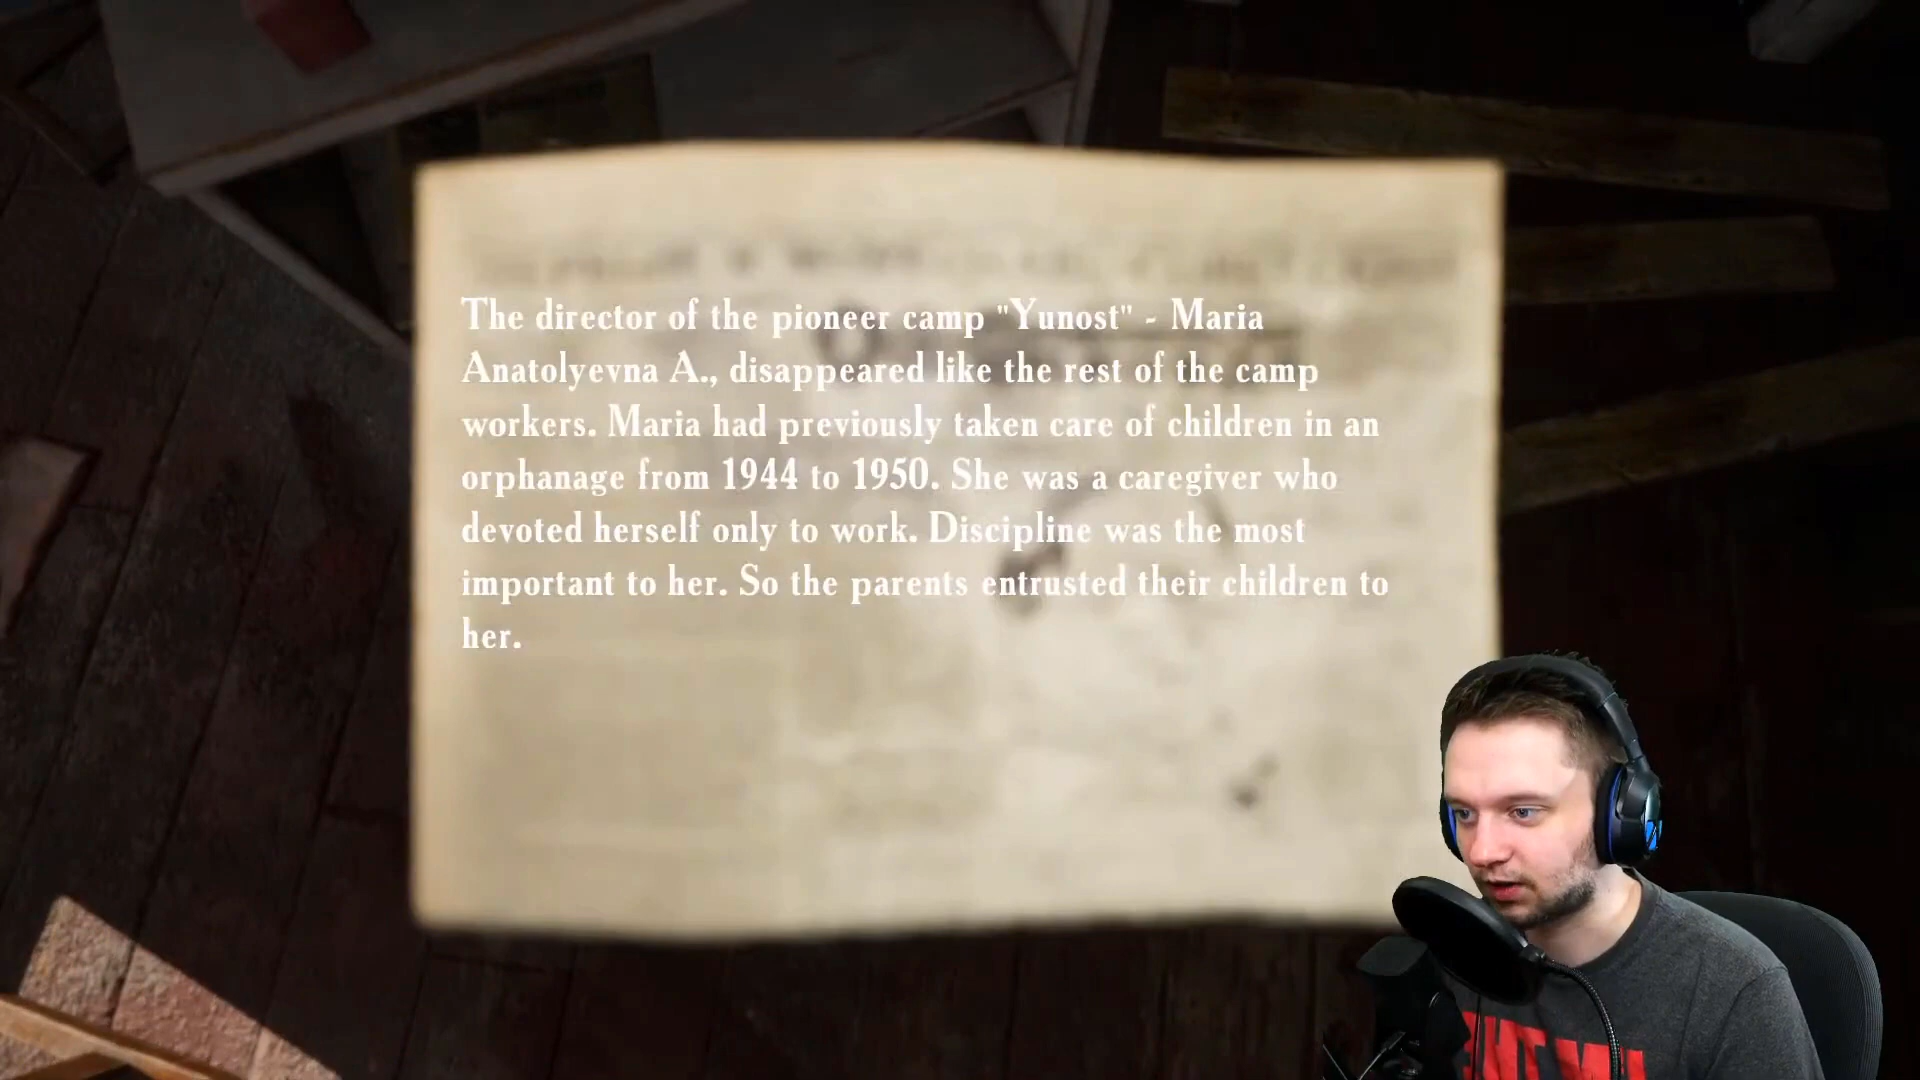 The director of the pioneer camp "Yunost" - Maria
Anatolyevna A., disappeared like the rest of the camp
workers. Maria had previously taken care of children in an
orphanage from 1944 to 1950. She was a caregiver who
devoted herself only to work. Discipline was the most
important to her. So the parents entrusted their children to
her.